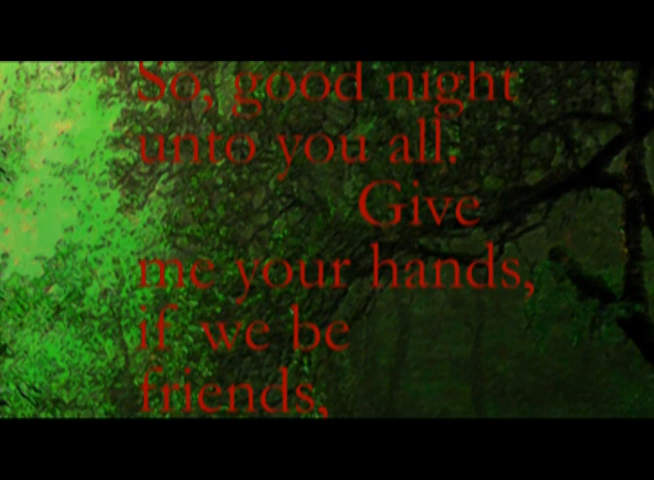 So, good night
unto you all.
Give
me your hands,
if we be
friends,